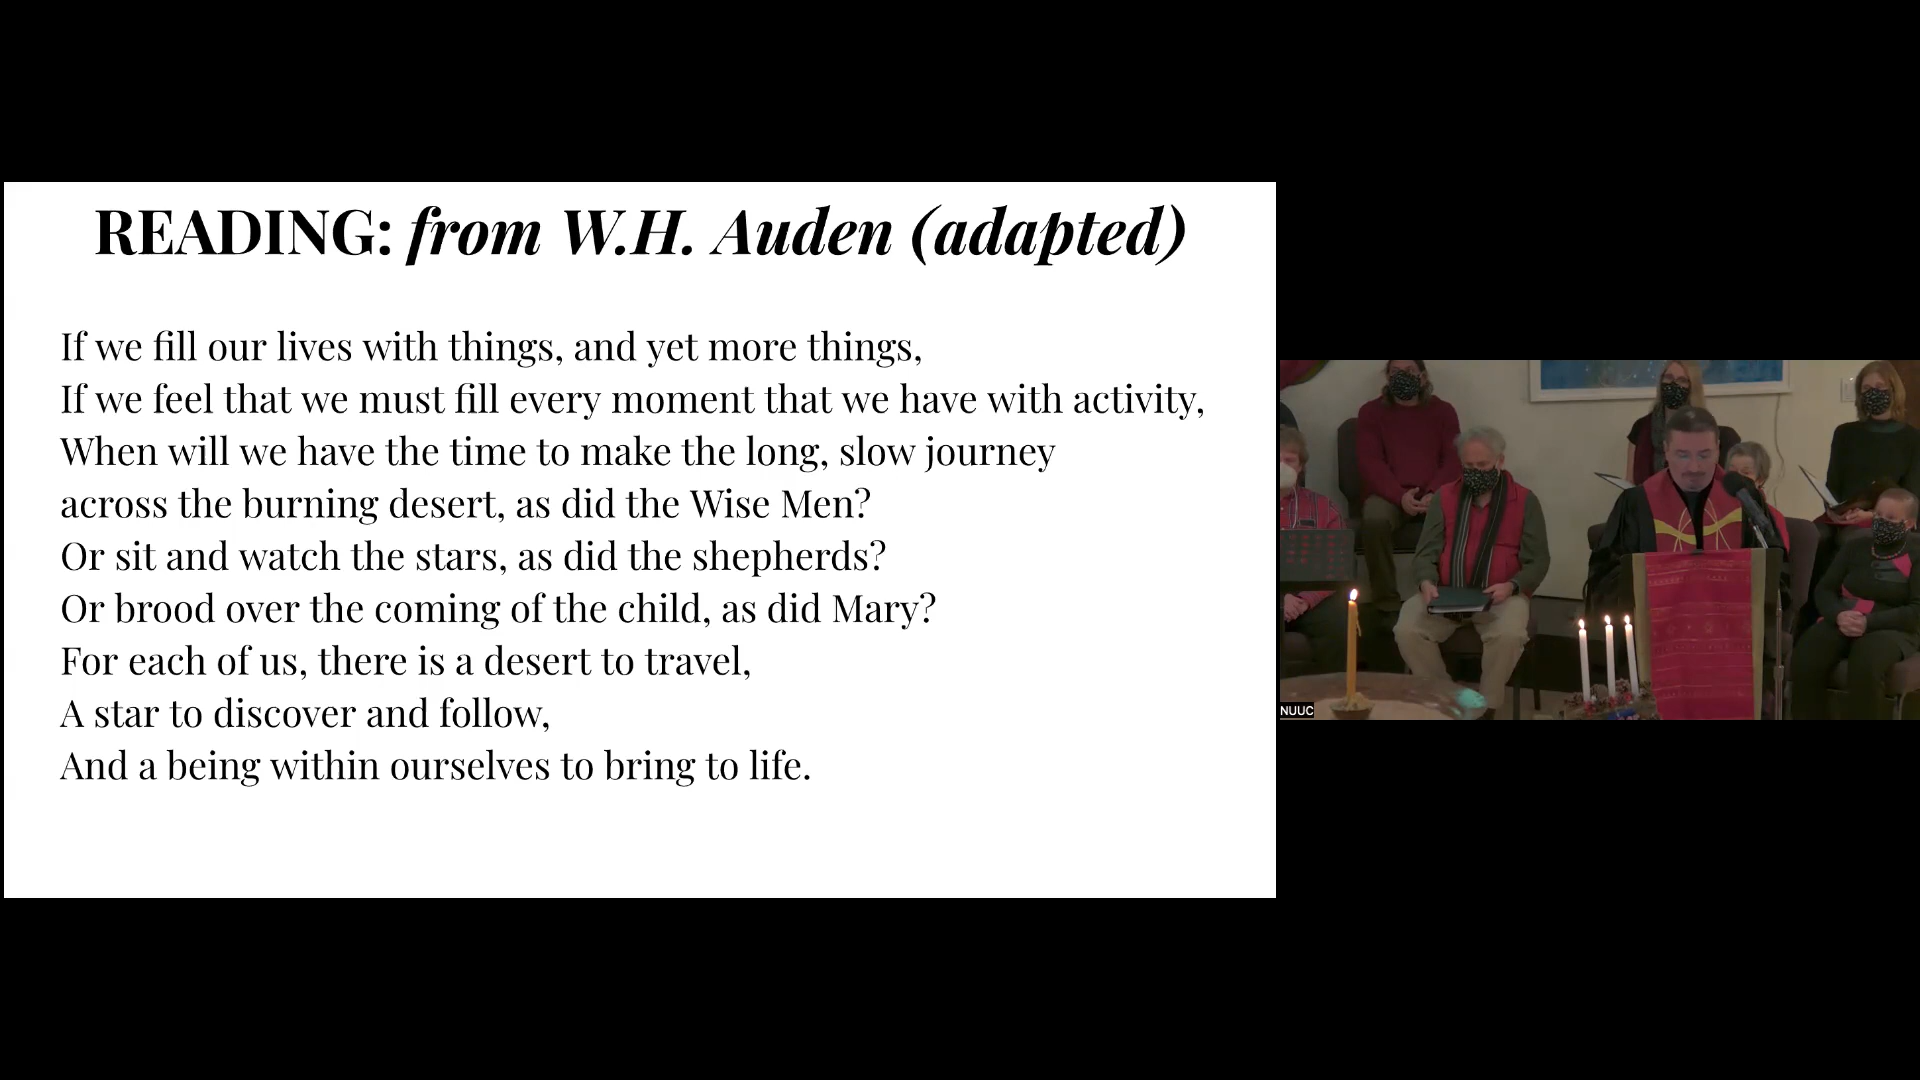 READING: from W.H. Auden (adapted)
If we fill our lives with things, and yet more things,
If we feel that we must fill every moment that we have with activity,
When will we have the time to make the long, slow journey
across the burning desert, as did the Wise Men?
Or sit and watch the stars, as did the shepherds?
Or brood over the coming of the child, as did Mary?
For each of us, there is a desert to travel,
A star to discover and follow,
And a being within ourselves to bring to life.
NUUC